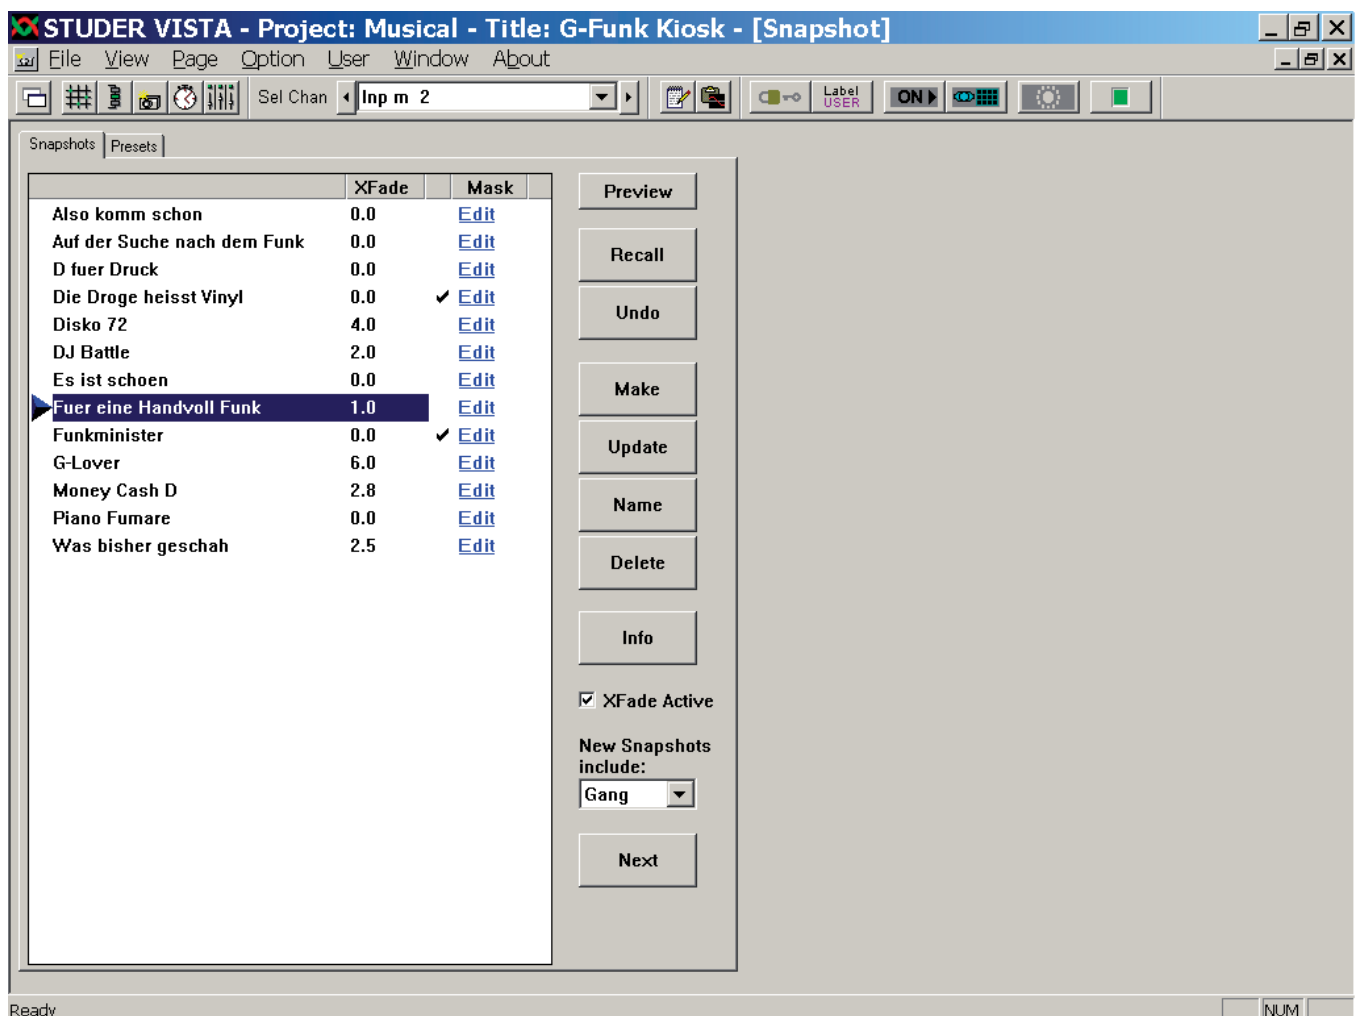 STUDER VISTA - Project: Musical - Title: G-Funk Kiosk - [Snapshot]
File View Page Option User Window About
Sel Chan Inp m 2 Label USER ON
Snapshots Presets
XFade Mask
Also komm schon 0.0 Edit
Auf der Suche nach dem Funk 0.0 Edit
D fuer Druck 0.0 Edit
Die Droge heisst Vinyl 0.0 Edit
Disko 72 4.0 Edit
DJ Battle 2.0 Edit
Es ist schoen 0.0 Edit
Fuer eine Handvoll Funk 1.0 Edit
Funkminister 0.0 Edit
G-Lover 6.0 Edit
Money Cash D 2.8 Edit
Piano Fumare 0.0 Edit
Was bisher geschah 2.5 Edit
Preview
Recall
Undo
Make
Update
Name
Delete
Info
XFade Active
New Snapshots
include:
Gang
Next
Ready NUM